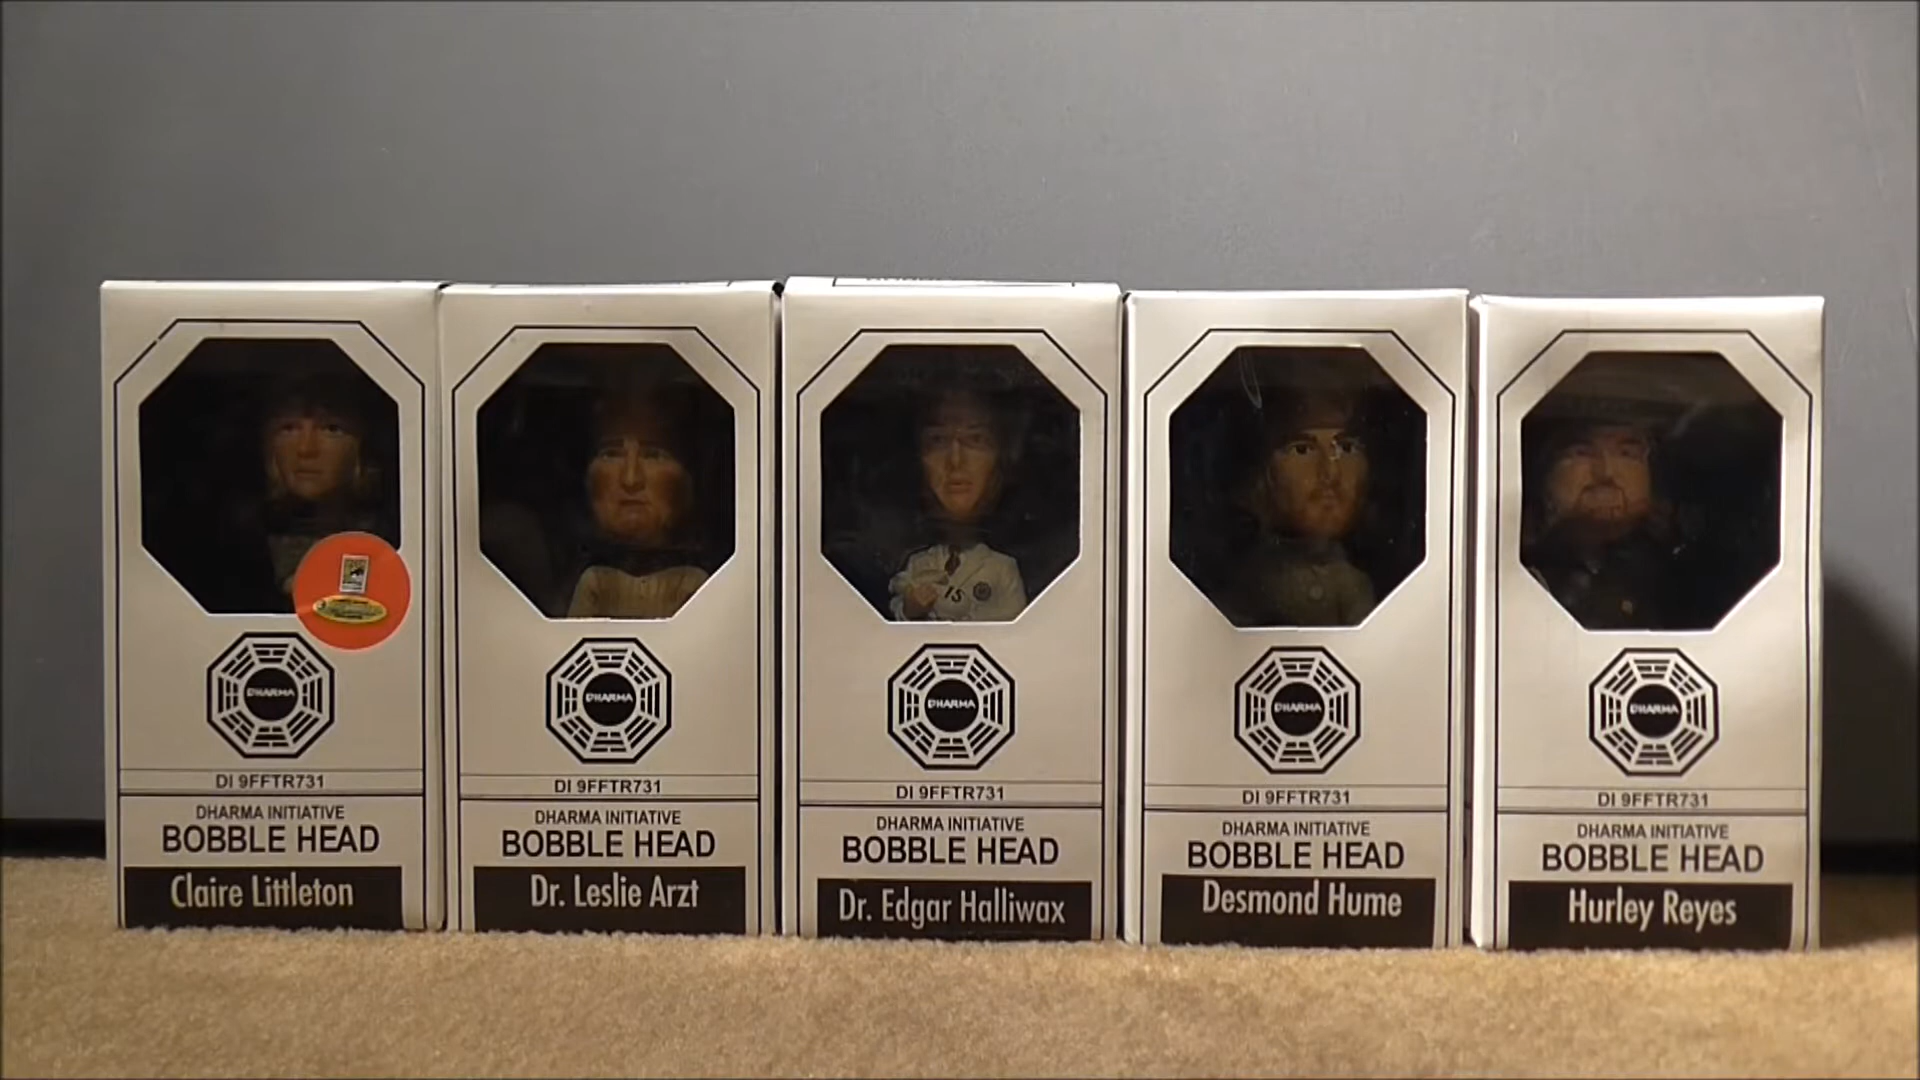 DHARMA
DI 9FFTR731
DHARMA INITIATIVE
BOBBLE HEAD
Claire Littleton
DHARMA
DI 9FFTR731
DHARMA INITIATIVE
BOBBLE HEAD
Dr. Leslie Arzt
15
DHARMA
DI 9FFTR731
DHARMA INITIATIVE
BOBBLE HEAD
Dr. Edgar Halliwax
DHARMA
DI 9FFTR731
DHARMA INITIATIVE
BOBBLE HEAD
Desmond Hume
DHARMA
DI 9FFTR731
DHARMA INITIATIVE
BOBBLE HEAD
Hurley Reyes